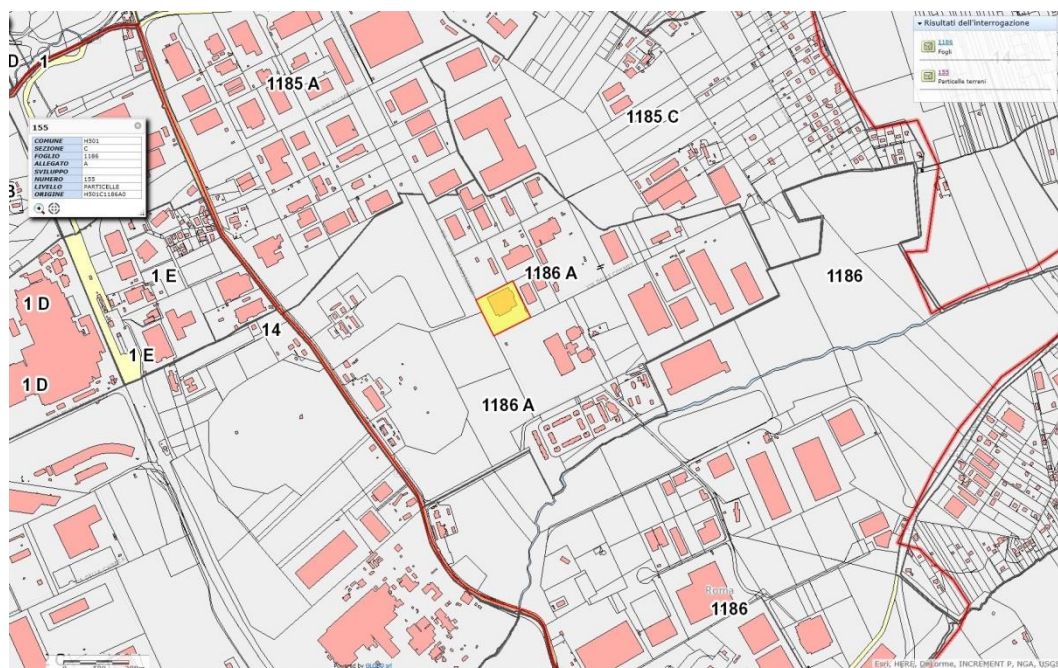 Risultati dell'interrogazione
1186
Fogli
155
Particelle terreni
14
D
1
1185 A
1185 C
155
COMUNE H501
SEZIONE C
FOGLIO 1186
ALLEGATO A
SVILUPPO
NUMERO 155
LIVELLO PARTICELLE
ORIGINE H501C1186A0
1 E
1186 A
1186
1 D
14
1 E
1 D
1186 A
Roma
1186
Powered by
Esri, HERE, DeLorme, INCREMENT P, NGA, USGS